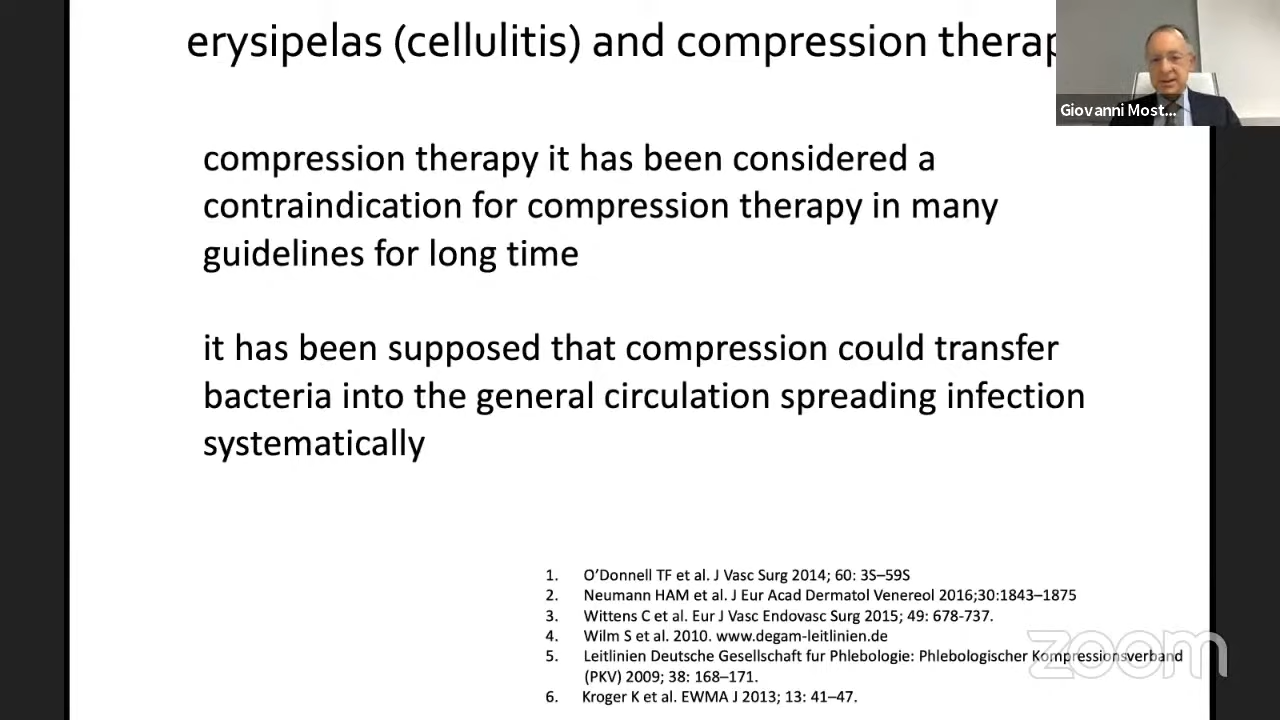 erysipelas (cellulitis) and compression therap
Giovanni Most...
compression therapy it has been considered a
contraindication for compression therapy in many
guidelines for long time
it has been supposed that compression could transfer
bacteria into the general circulation spreading infection
systematically
1. O’Donnell TF et al. J Vasc Surg 2014; 60: 3S–59S
2. Neumann HAM et al. J Eur Acad Dermatol Venereol 2016;30:1843–1875
3. Wittens C et al. Eur J Vasc Endovasc Surg 2015; 49: 678-737.
4. Wilm S et al. 2010. www.degam-leitlinien.de
5. Leitlinien Deutsche Gesellschaft fur Phlebologie: Phlebologischer Kompressionsverband
(PKV) 2009; 38: 168–171.
6. Kroger K et al. EWMA J 2013; 13: 41–47.
zoom